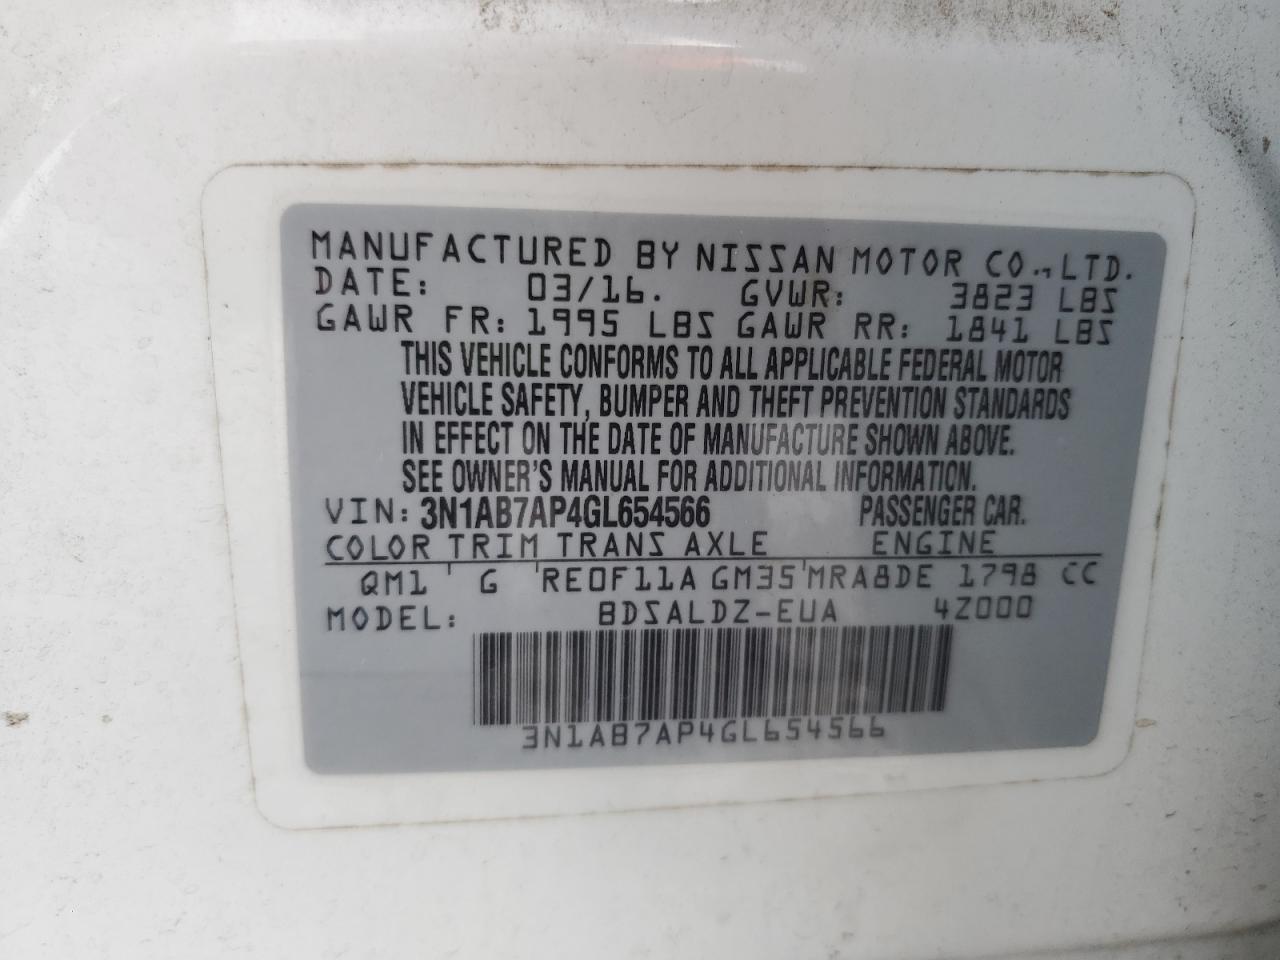 MANUFACTURED BY NISSAN MOTOR CO.,LTD.
DATE: 03/16. GVWR: 3823 LBS
GAWR FR: 1995 LBS GAWR RR: 1841 LBS
THIS VEHICLE CONFORMS TO ALL APPLICABLE FEDERAL MOTOR
VEHICLE SAFETY, BUMPER AND THEFT PREVENTION STANDARDS
IN EFFECT ON THE DATE OF MANUFACTURE SHOWN ABOVE.
SEE OWNER'S MANUAL FOR ADDITIONAL INFORMATION.
VIN: 3N1AB7AP4GL654566 PASSENGER CAR.
COLOR TRIM TRANS AXLE ENGINE
QM1 ' G 'RE0F11A GM35'MRA8DE 1798 CC
MODEL: BDSALDZ-EUA 4Z000
3N1AB7AP4GL654566